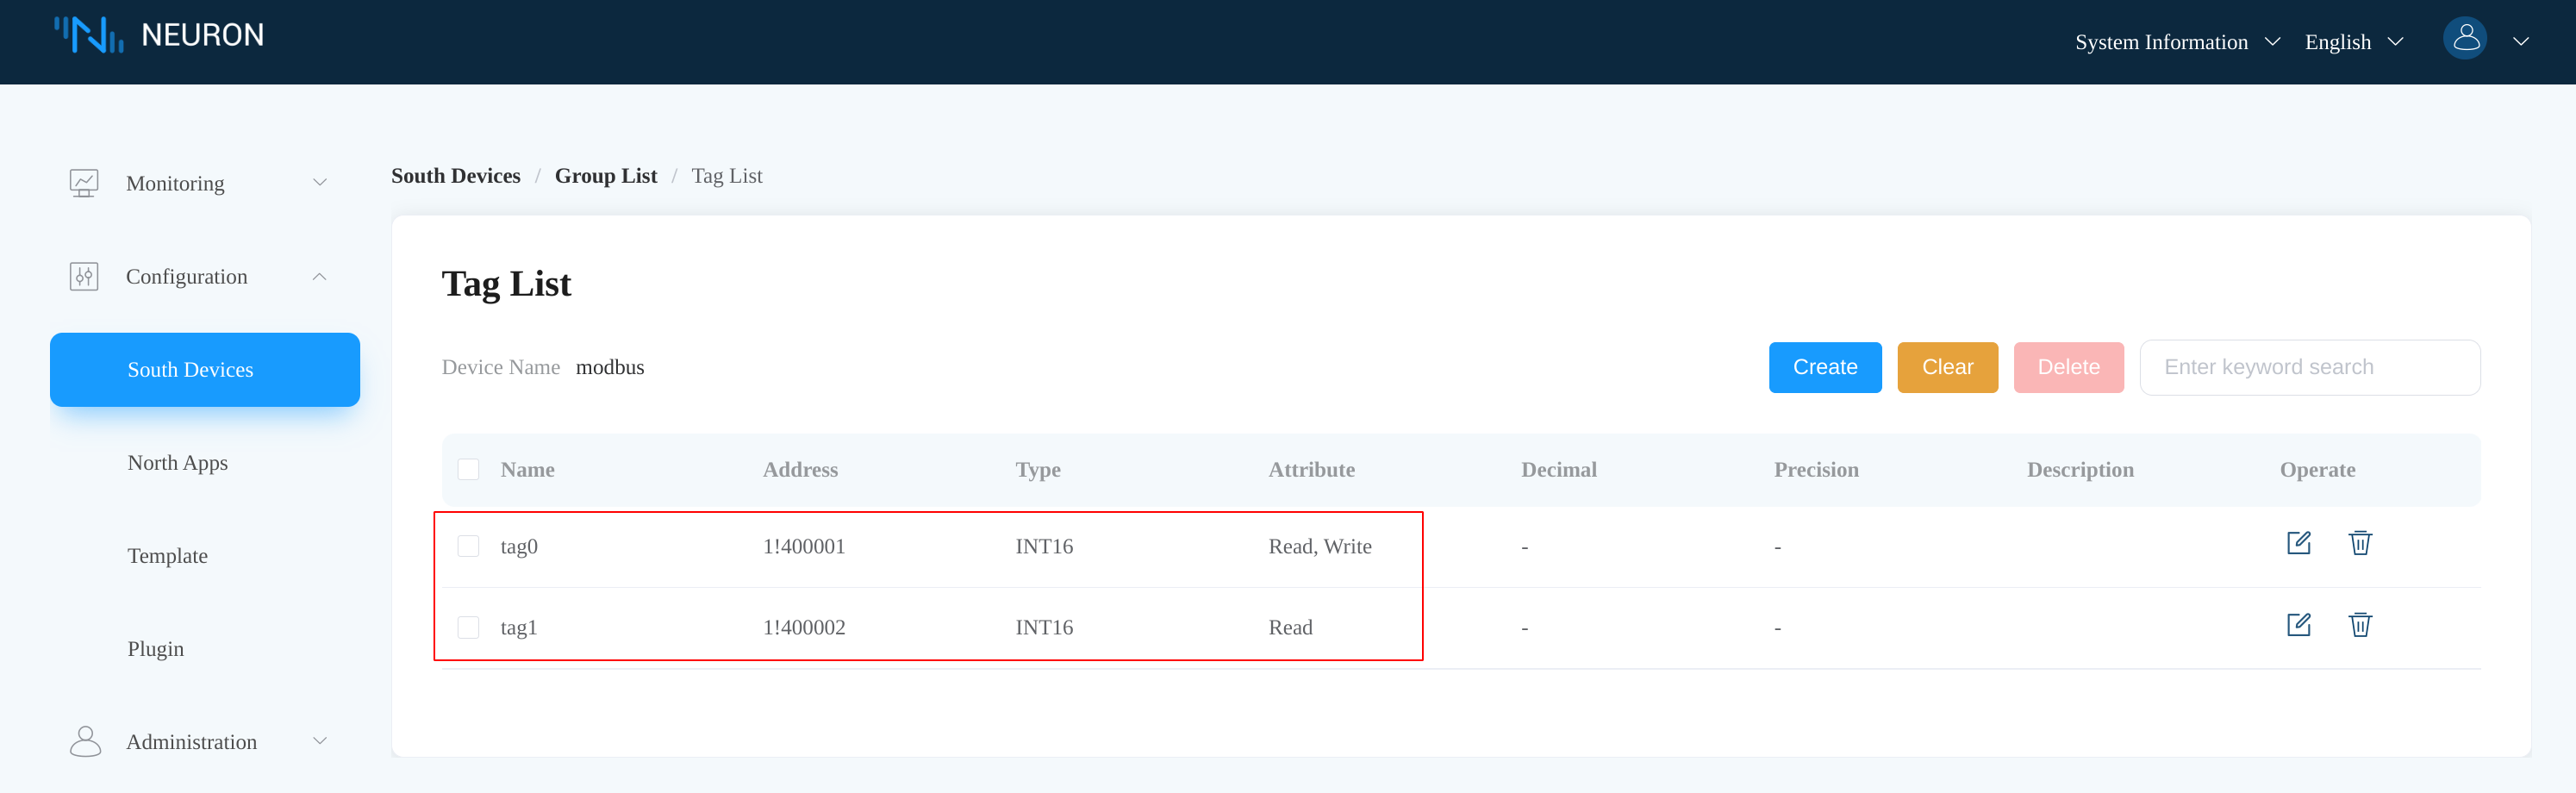 NEURON
System Information English
Monitoring
Configuration
South Devices
North Apps
Template
Plugin
Administration
South Devices / Group List / Tag List
Tag List
Device Name modbus
Create Clear Delete Enter keyword search
Name Address Type Attribute Decimal Precision Description Operate
tag0 1!400001 INT16 Read, Write - -
tag1 1!400002 INT16 Read - -